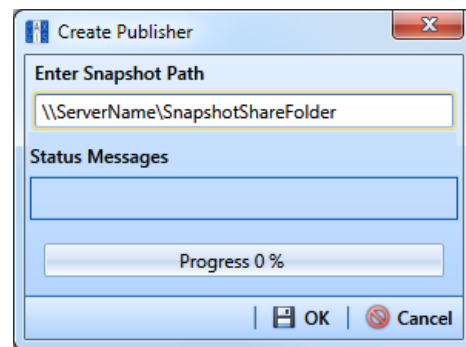 Create Publisher
Enter Snapshot Path
\\ServerName\SnapshotShareFolder
Status Messages
Progress 0 %
OK Cancel